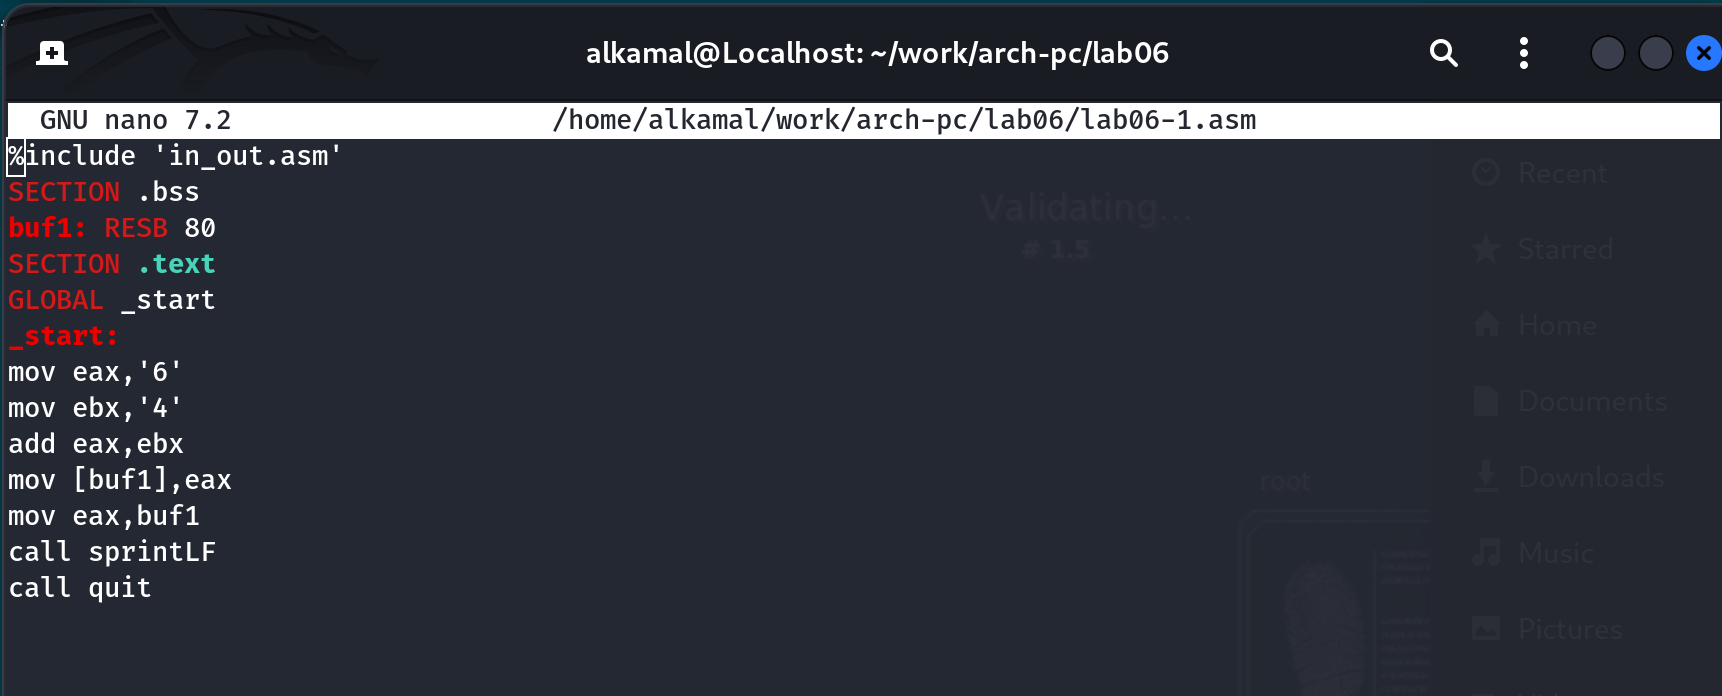 alkamal@Localhost: ~/work/arch-pc/lab06
GNU nano 7.2 /home/alkamal/work/arch-pc/lab06/lab06-1.asm
%include 'in_out.asm'
SECTION .bss
buf1: RESB 80
SECTION .text
GLOBAL _start
_start:
mov eax,'6'
mov ebx,'4'
add eax,ebx
mov [buf1],eax
mov eax,buf1
call sprintLF
call quit
Validating...
# 1.5
root
Recent
Starred
Home
Documents
Downloads
Music
Pictures